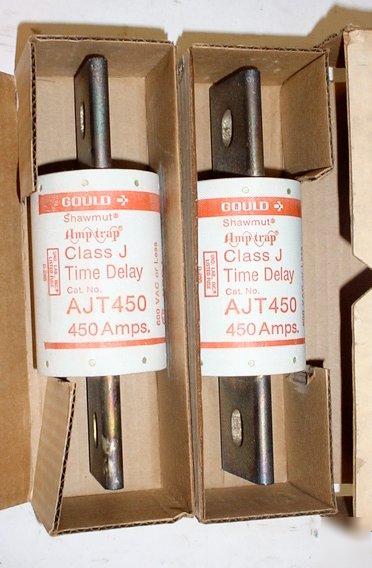 GOULD
Shawmut®
Amp-trap
Class J
Time Delay
Cat. No.
AJT450
450 Amps.
600 VAC or Less
GOULD
Shawmut®
Amp-trap
Class J
Time Delay
Cat. No.
AJT450
450 Amps.